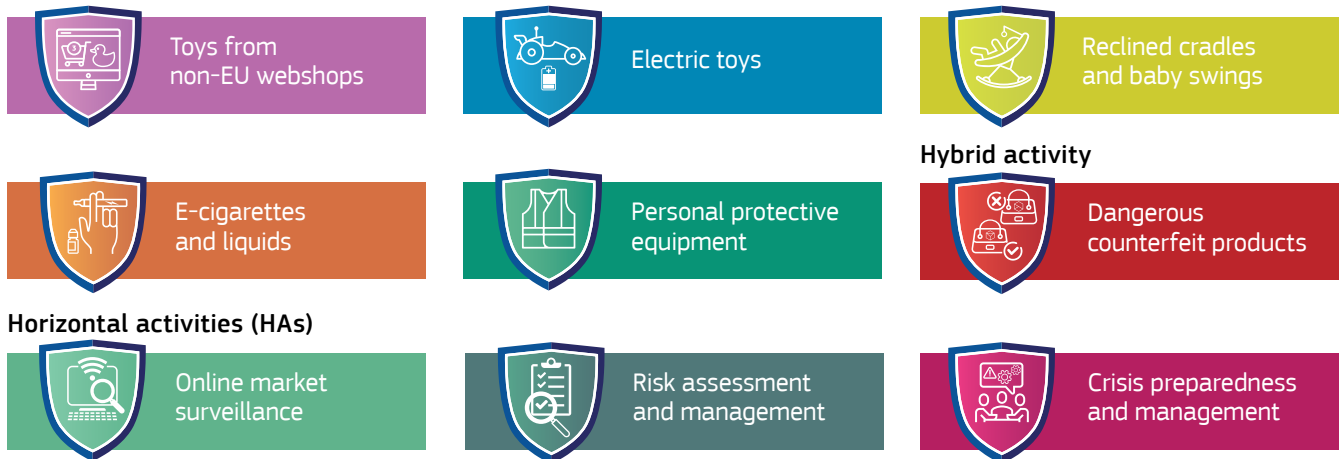 Toys from
non-EU webshops
Electric toys
Reclined cradles
and baby swings
E-cigarettes
and liquids
Personal protective
equipment
Hybrid activity
Dangerous
counterfeit products
Horizontal activities (HAs)
Online market
surveillance
Risk assessment
and management
Crisis preparedness
and management